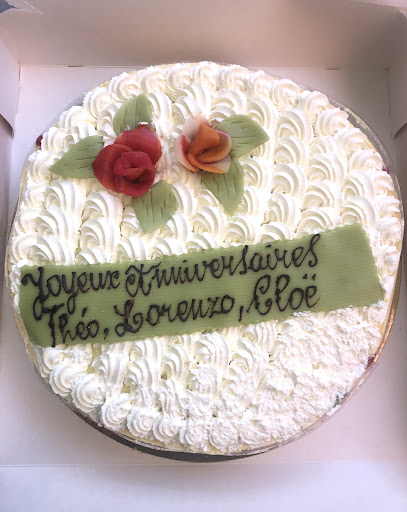 Joyeux Anniversaires
Théo, Lorenzo, Cloë